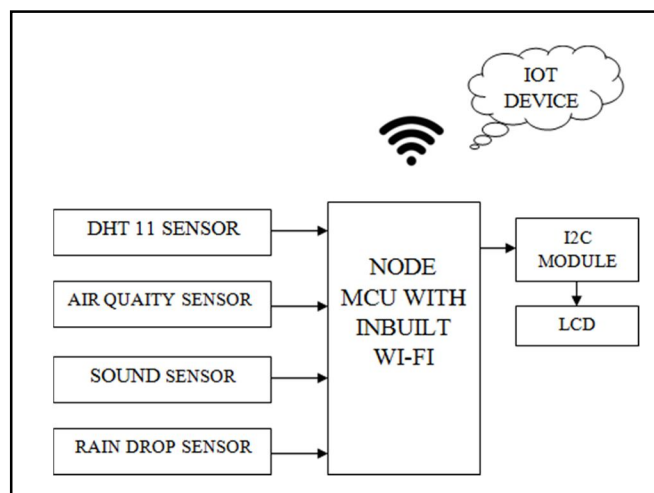 IOT
DEVICE
DHT 11 SENSOR
AIR QUAITY SENSOR
SOUND SENSOR
RAIN DROP SENSOR
NODE
MCU WITH
INBUILT
WI-FI
I2C
MODULE
LCD